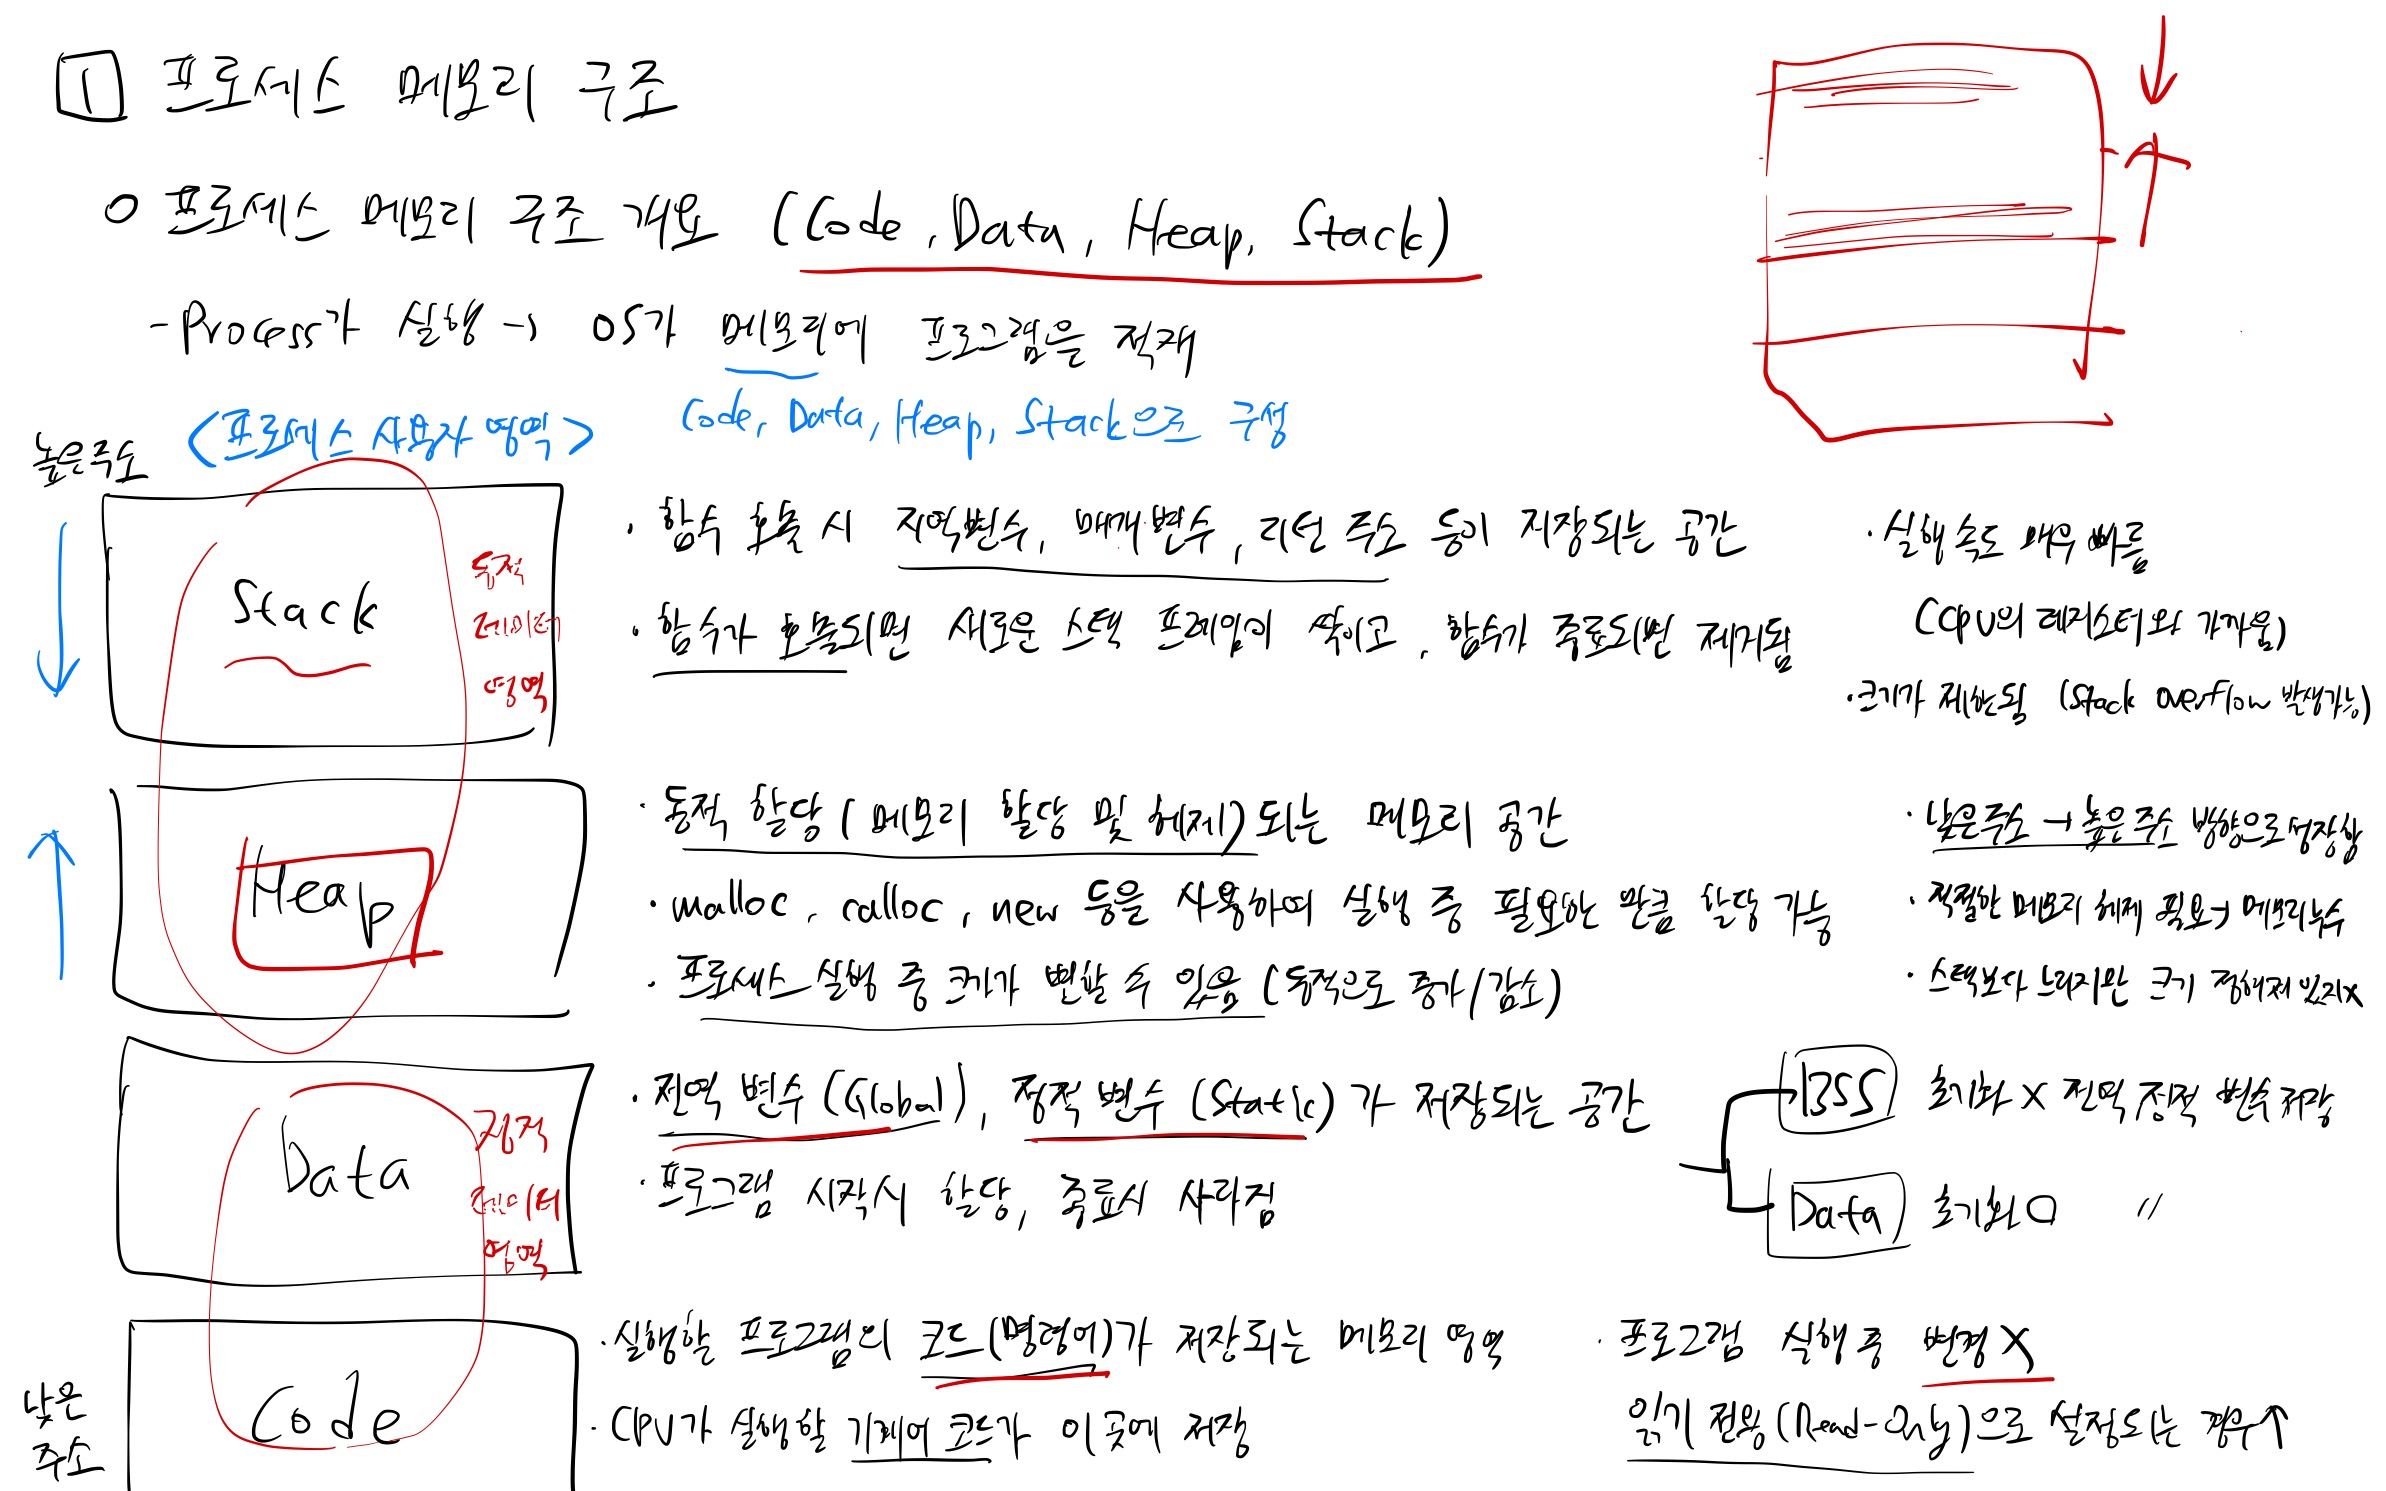 1 프로세스 메모리 구조
○ 프로세스 메모리 구조 개요 (Code, Data, Heap, Stack)
- Process가 실행 → OS가 메모리에 프로그램을 적재
Code, Data, Heap, Stack으로 구성
<프로세스 사용자 영역>
높은주소
Stack
동적
데이터
영역
· 함수 호출 시 지역변수, 매개변수, 리턴 주소 등이 저장되는 공간
· 함수가 호출되면 새로운 스택 프레임이 쌓이고, 함수가 종료되면 제거됨
· 실행속도 매우 빠름
(CPU의 레지스터와 가까움)
· 크기가 제한됨 (Stack overflow 발생가능)
Heap
· 동적 할당 (메모리 할당 및 해제)되는 메모리 공간
· malloc, calloc, new 등을 사용하여 실행 중 필요한 만큼 할당 가능
· 프로세스 실행 중 크기가 변할 수 있음 (동적으로 증가/감소)
· 낮은주소 → 높은주소 방향으로 성장함
· 적절한 메모리 해제 필요 → 메모리누수
· 스택보다 느리지만 크기 정해져 있지x
Data
정적
데이터
영역
· 전역 변수 (Global), 정적 변수 (Static)가 저장되는 공간
· 프로그램 시작시 할당, 종료시 사라짐
BSS 초기화 X 전역 정적 변수 저장
Data 초기화 O 〃
낮은
주소
Code
· 실행할 프로그램의 코드(명령어)가 저장되는 메모리 영역
· CPU가 실행할 기계어 코드가 이곳에 저장
· 프로그램 실행 중 변경 X
읽기 전용 (Read-Only)으로 설정되는 경우↑